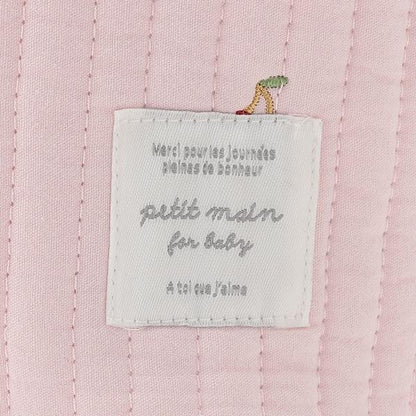 Merci pour les journées
pleines de bonheur
petit main
for Baby
A toi que j'aime